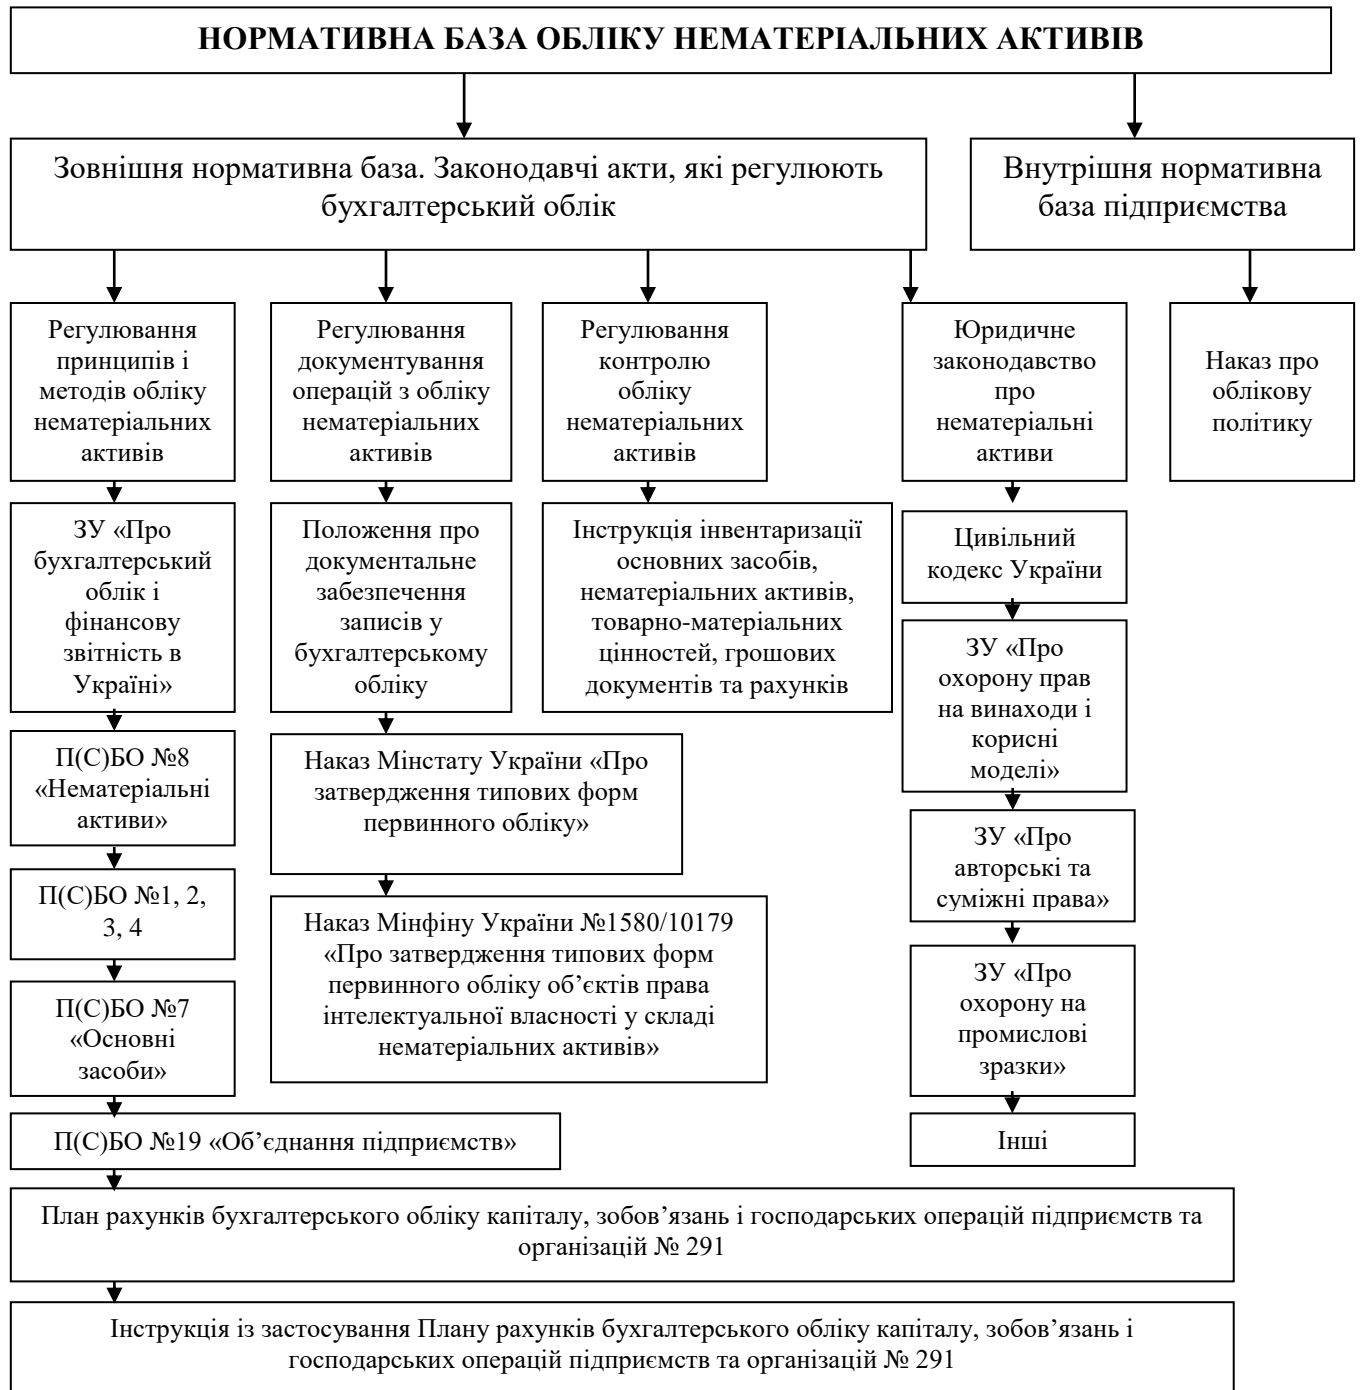 НОРМАТИВНА БАЗА ОБЛІКУ НЕМАТЕРІАЛЬНИХ АКТИВІВ
Зовнішня нормативна база. Законодавчі акти, які регулюють
бухгалтерський облік
Внутрішня нормативна
база підприємства
Регулювання
принципів і
методів обліку
нематеріальних
активів
Регулювання
документування
операцій з обліку
нематеріальних
активів
Регулювання
контролю
обліку
нематеріальних
активів
Юридичне
законодавство
про
нематеріальні
активи
Наказ про
облікову
політику
ЗУ «Про
бухгалтерський
облік і
фінансову
звітність в
Україні»
Положення про
документальне
забезпечення
записів у
бухгалтерському
обліку
Інструкція інвентаризації
основних засобів,
нематеріальних активів,
товарно-матеріальних
цінностей, грошових
документів та рахунків
Цивільний
кодекс України
ЗУ «Про
охорону прав
на винаходи і
корисні
моделі»
П(С)БО №8
«Нематеріальні
активи»
Наказ Мінстату України «Про
затвердження типових форм
первинного обліку»
ЗУ «Про
авторські та
суміжні права»
П(С)БО №1, 2,
3, 4
Наказ Мінфіну України №1580/10179
«Про затвердження типових форм
первинного обліку об’єктів права
інтелектуальної власності у складі
нематеріальних активів»
ЗУ «Про
охорону на
промислові
зразки»
П(С)БО №7
«Основні
засоби»
П(С)БО №19 «Об’єднання підприємств»
Інші
План рахунків бухгалтерського обліку капіталу, зобов’язань і господарських операцій підприємств та
організацій № 291
Інструкція із застосування Плану рахунків бухгалтерського обліку капіталу, зобов’язань і
господарських операцій підприємств та організацій № 291